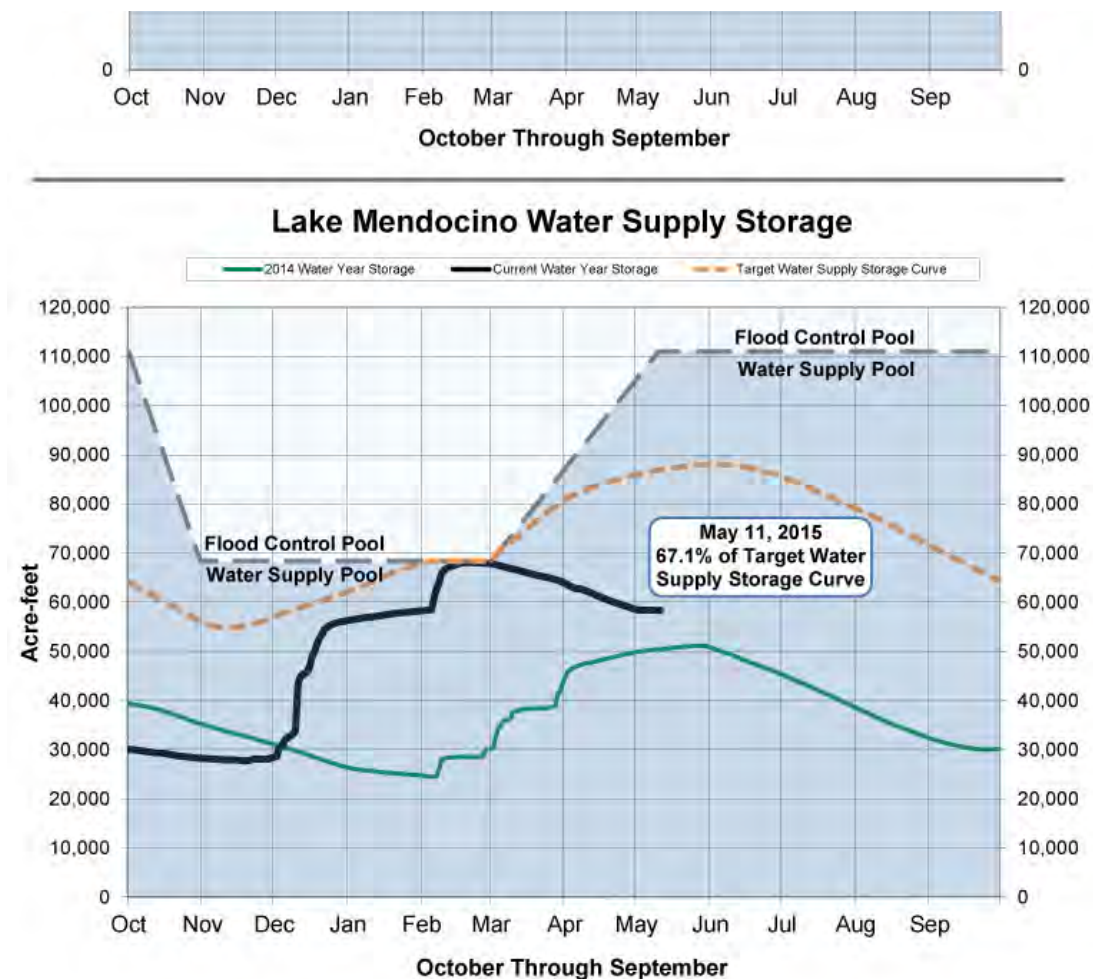 0 0
Oct Nov Dec Jan Feb Mar Apr May Jun Jul Aug Sep
October Through September
Lake Mendocino Water Supply Storage
2014 Water Year Storage Current Water Year Storage Target Water Supply Storage Curve
120,000 120,000
110,000 Flood Control Pool 110,000
Water Supply Pool
100,000 100,000
90,000 90,000
80,000 80,000
May 11, 2015
67.1% of Target Water
Supply Storage Curve
70,000 Flood Control Pool 70,000
Water Supply Pool
60,000 60,000
50,000 50,000
40,000 40,000
30,000 30,000
20,000 20,000
10,000 10,000
0 0
Acre-feet
Oct Nov Dec Jan Feb Mar Apr May Jun Jul Aug Sep
October Through September